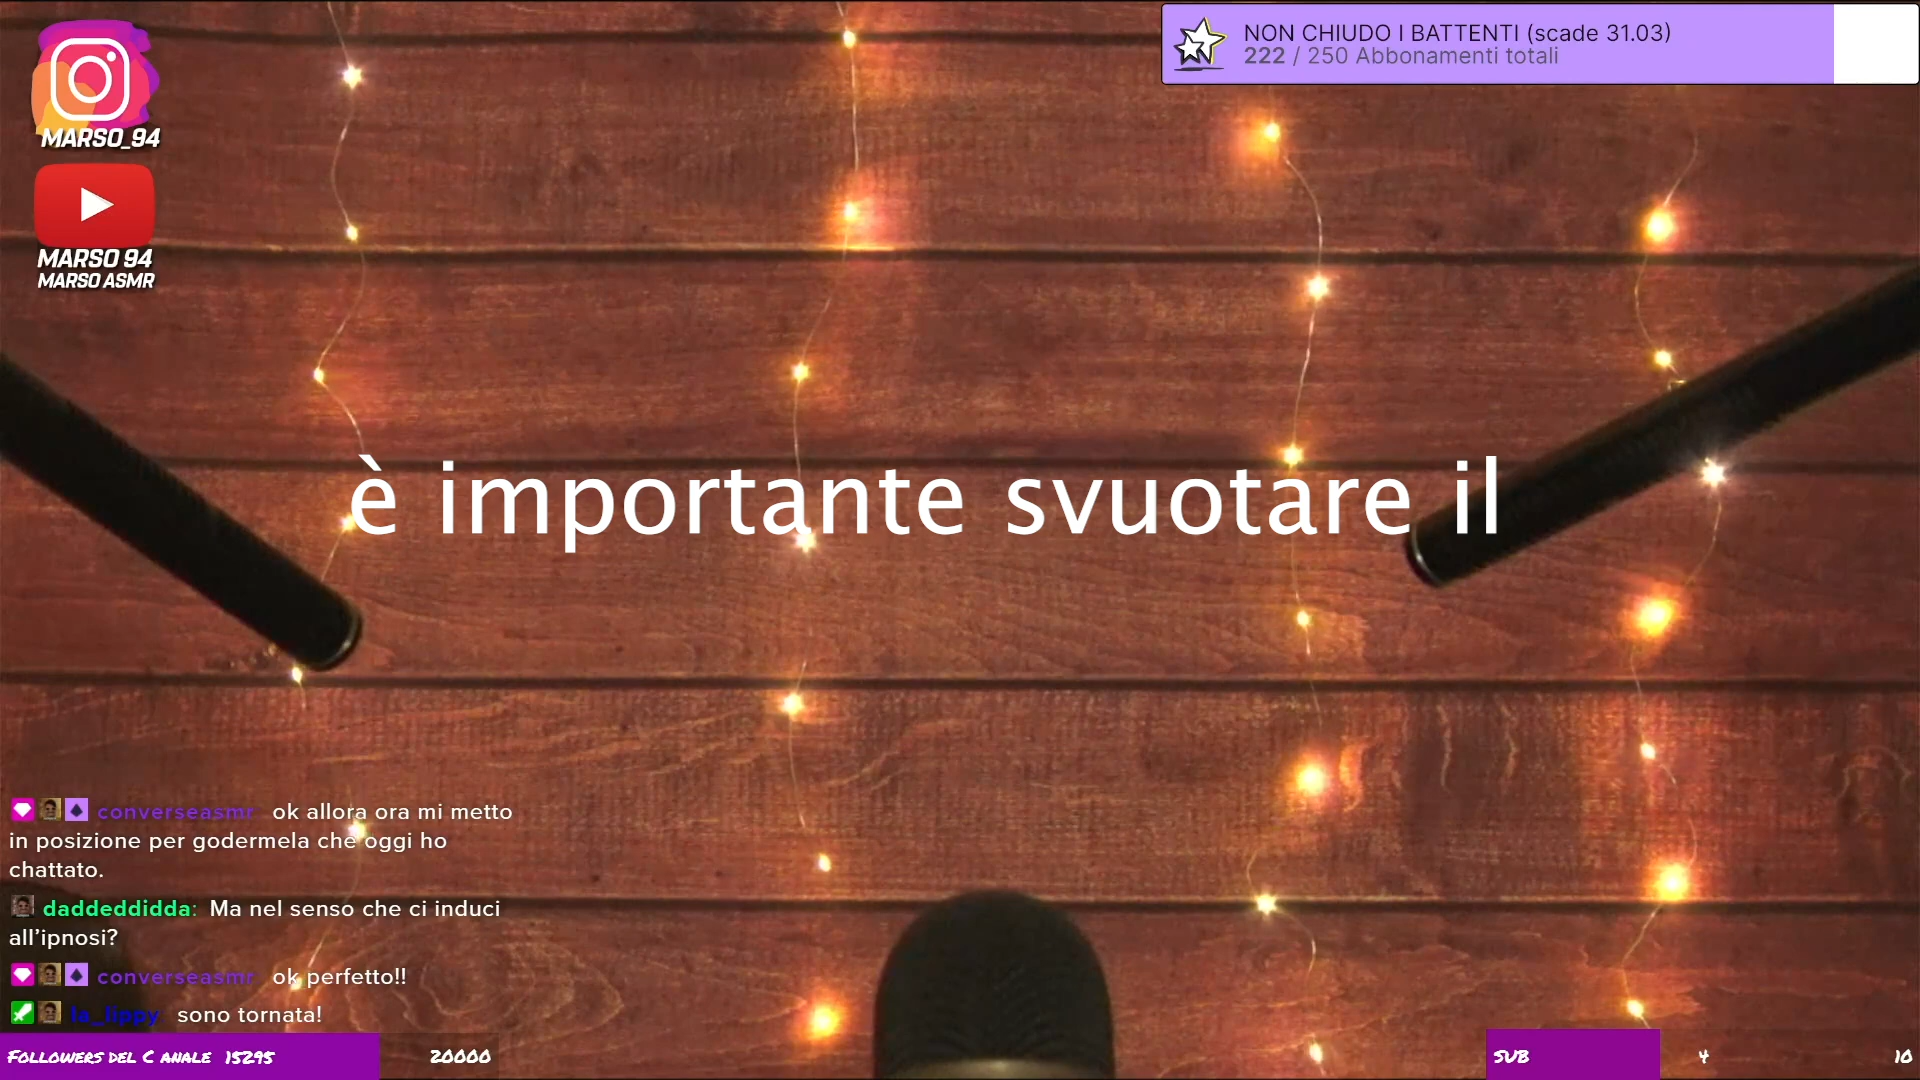 MARSO_94
MARSO 94
MARSO ASMR
NON CHIUDO I BATTENTI (scade 31.03)
222 / 250 Abbonamenti totali
è importante svuotare il
converseasmr ok allora ora mi metto
in posizione per godermela che oggi ho
chattato.
daddeddidda: Ma nel senso che ci induci
all'ipnosi?
converseasmr ok perfetto!!
la_fippy sono tornata!
Followers del Canale 15295 20000
SUB 4 10